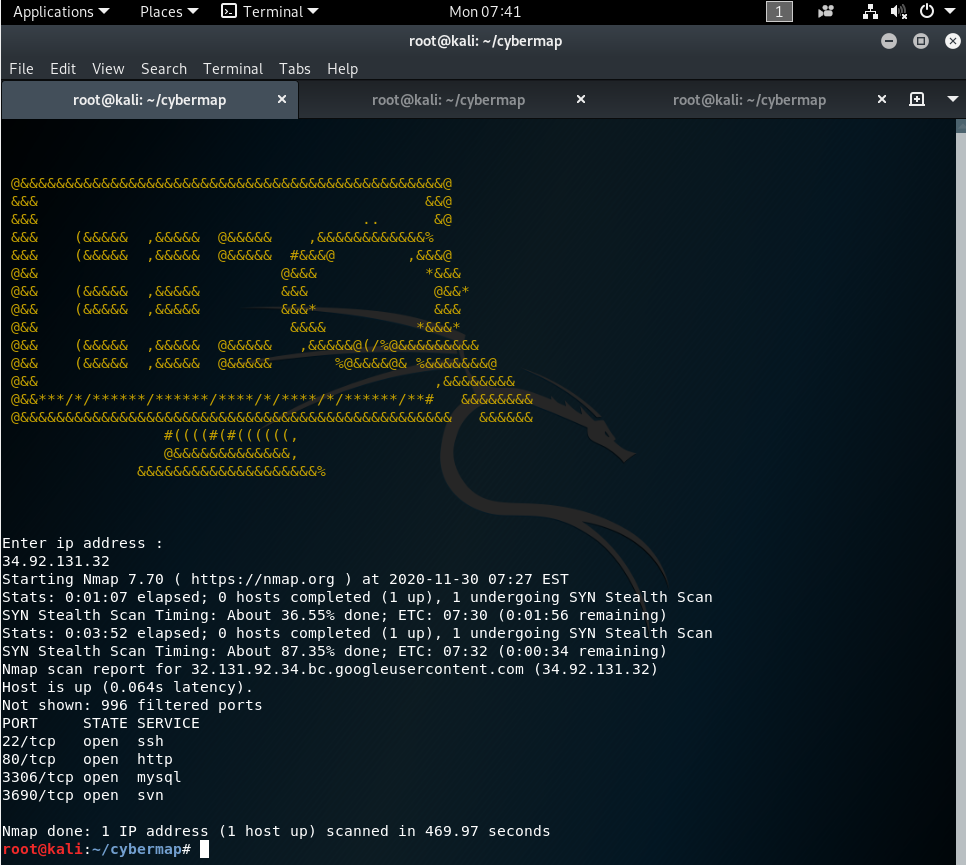 Applications Places Terminal Mon 07:41 1
root@kali: ~/cybermap
File Edit View Search Terminal Tabs Help
root@kali: ~/cybermap root@kali: ~/cybermap root@kali: ~/cybermap
Enter ip address :
34.92.131.32
Starting Nmap 7.70 ( https://nmap.org ) at 2020-11-30 07:27 EST
Stats: 0:01:07 elapsed; 0 hosts completed (1 up), 1 undergoing SYN Stealth Scan
SYN Stealth Scan Timing: About 36.55% done; ETC: 07:30 (0:01:56 remaining)
Stats: 0:03:52 elapsed; 0 hosts completed (1 up), 1 undergoing SYN Stealth Scan
SYN Stealth Scan Timing: About 87.35% done; ETC: 07:32 (0:00:34 remaining)
Nmap scan report for 32.131.92.34.bc.googleusercontent.com (34.92.131.32)
Host is up (0.064s latency).
Not shown: 996 filtered ports
PORT     STATE SERVICE
22/tcp   open  ssh
80/tcp   open  http
3306/tcp open  mysql
3690/tcp open  svn
Nmap done: 1 IP address (1 host up) scanned in 469.97 seconds
root@kali:~/cybermap#